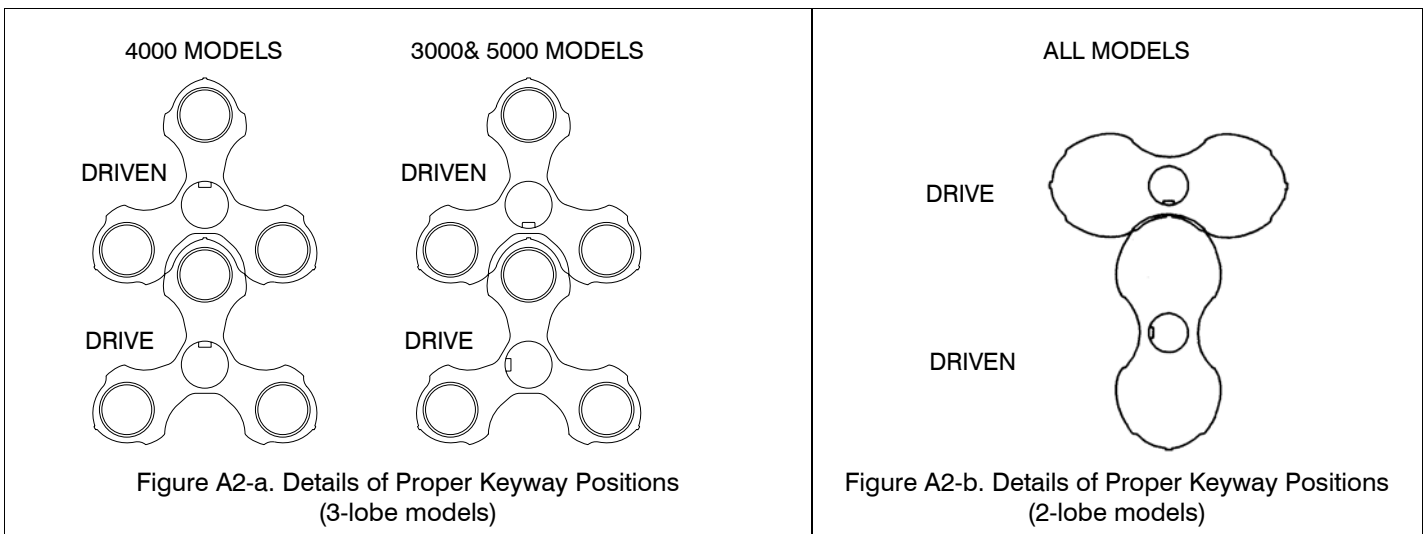 4000 MODELS
3000& 5000 MODELS
DRIVEN
DRIVEN
DRIVE
DRIVE
Figure A2-a. Details of Proper Keyway Positions
(3-lobe models)
ALL MODELS
DRIVE
DRIVEN
Figure A2-b. Details of Proper Keyway Positions
(2-lobe models)